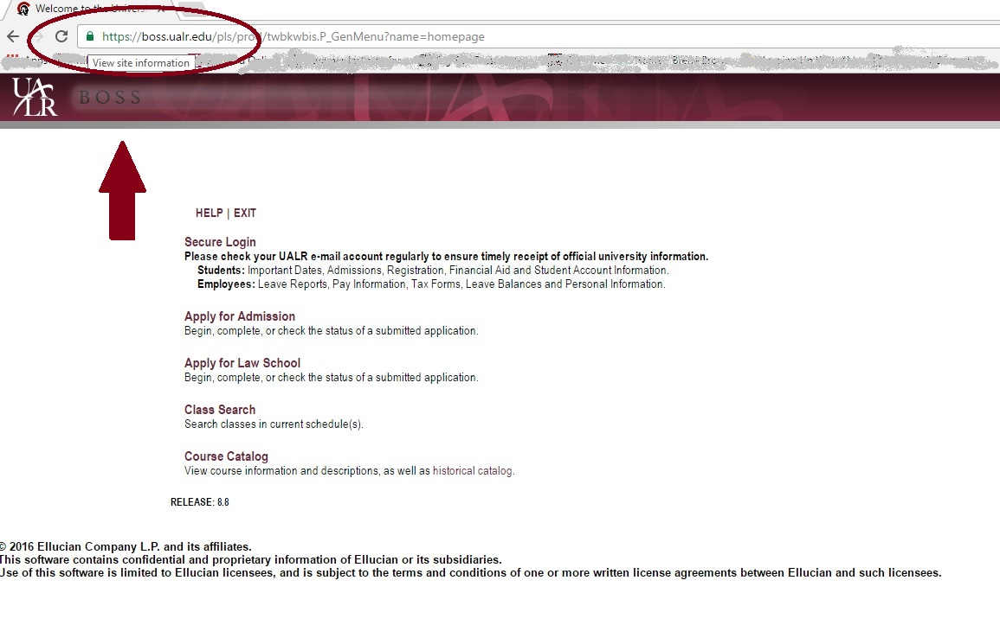 Welcome to the Univers
https://boss.ualr.edu/pls/prod/twbkwbis.P_GenMenu?name=homepage
View site information
UALR
BOSS
HELP | EXIT
Secure Login
Please check your UALR e-mail account regularly to ensure timely receipt of official university information.
Students: Important Dates, Admissions, Registration, Financial Aid and Student Account Information.
Employees: Leave Reports, Pay Information, Tax Forms, Leave Balances and Personal Information.
Apply for Admission
Begin, complete, or check the status of a submitted application.
Apply for Law School
Begin, complete, or check the status of a submitted application.
Class Search
Search classes in current schedule(s).
Course Catalog
View course information and descriptions, as well as historical catalog.
RELEASE: 8.8
© 2016 Ellucian Company L.P. and its affiliates.
This software contains confidential and proprietary information of Ellucian or its subsidiaries.
Use of this software is limited to Ellucian licensees, and is subject to the terms and conditions of one or more written license agreements between Ellucian and such licensees.